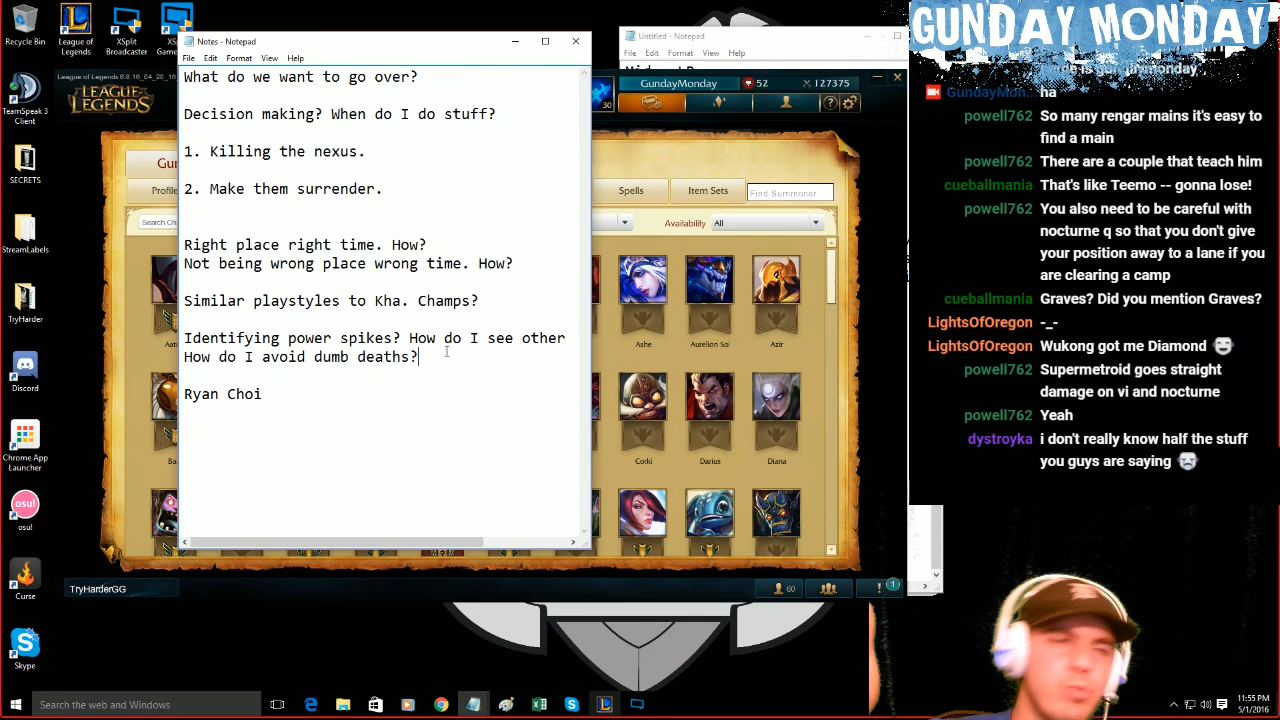 Recycle Bin
League of Legends
XSplit Broadcaster
TeamSpeak 3 Client
SECRETS
StreamLabels
TryHarder
Discord
Chrome App Launcher
osu!
Curse
Skype
Notes - Notepad
File Edit Format View Help
What do we want to go over?
Decision making? When do I do stuff?
1. Killing the nexus.
2. Make them surrender.
Right place right time. How?
Not being wrong place wrong time. How?
Similar playstyles to Kha. Champs?
Identifying power spikes? How do I see other
How do I avoid dumb deaths?
Ryan Choi
Untitled - Notepad
File Edit Format View Help
LEAGUE of LEGENDS
30
GundayMonday 52 127375
Spells Item Sets Find Summoner
Availability All
Ashe Aurelion Sol Azir
Corki Darius Diana
TryHarderGG
60
1
GUNDAY MONDAY
ha
powell762 So many rengar mains it's easy to
find a main
powell762 There are a couple that teach him
cueballmania That's like Teemo -- gonna lose!
powell762 You also need to be careful with
nocturne q so that you don't give
your position away to a lane if you
are clearing a camp
cueballmania Graves? Did you mention Graves?
LightsOfOregon -_-
LightsOfOregon Wukong got me Diamond
powell762 Supermetroid goes straight
damage on vi and nocturne
powell762 Yeah
dystroyka i don't really know half the stuff
you guys are saying
Search the web and Windows
11:55 PM
5/1/2016